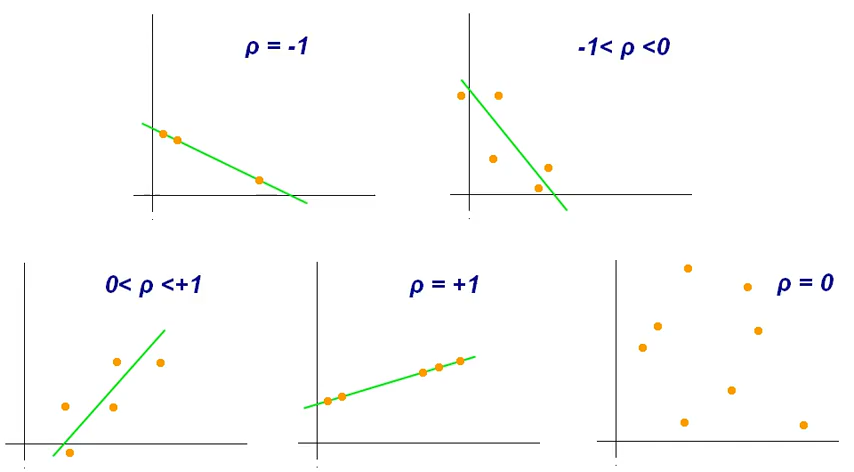 ρ = -1
-1< ρ <0
0< ρ <+1
ρ = +1
ρ = 0